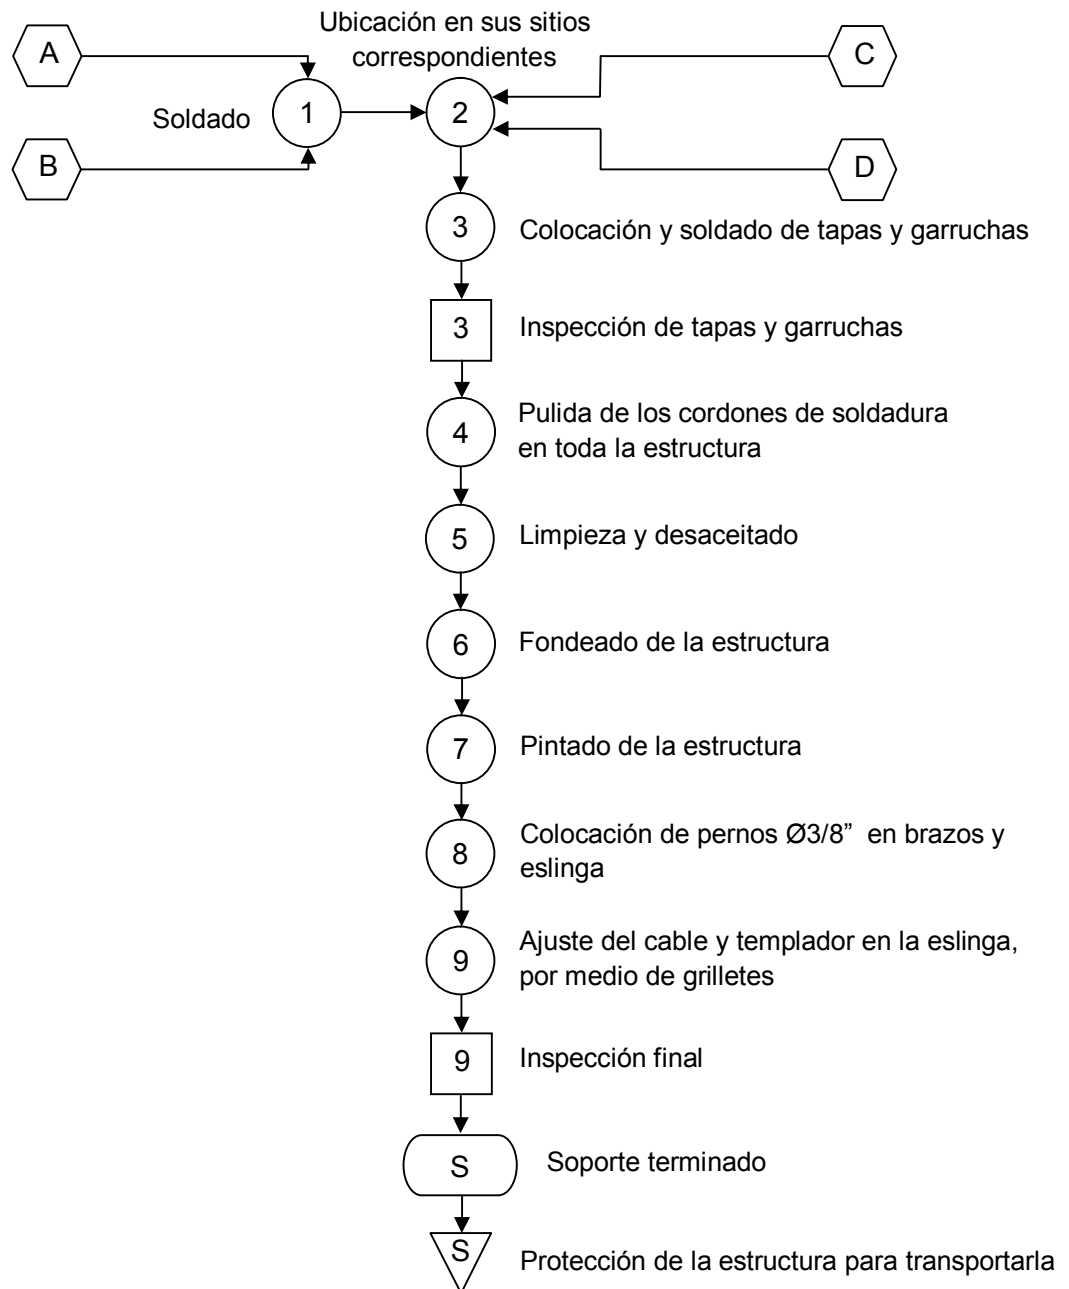 Ubicación en sus sitios
correspondientes
A
C
Soldado
1
2
B
D
3
Colocación y soldado de tapas y garruchas
3
Inspección de tapas y garruchas
4
Pulida de los cordones de soldadura
en toda la estructura
5
Limpieza y desaceitado
6
Fondeado de la estructura
7
Pintado de la estructura
8
Colocación de pernos Ø3/8” en brazos y
eslinga
9
Ajuste del cable y templador en la eslinga,
por medio de grilletes
9
Inspección final
S
Soporte terminado
S
Protección de la estructura para transportarla